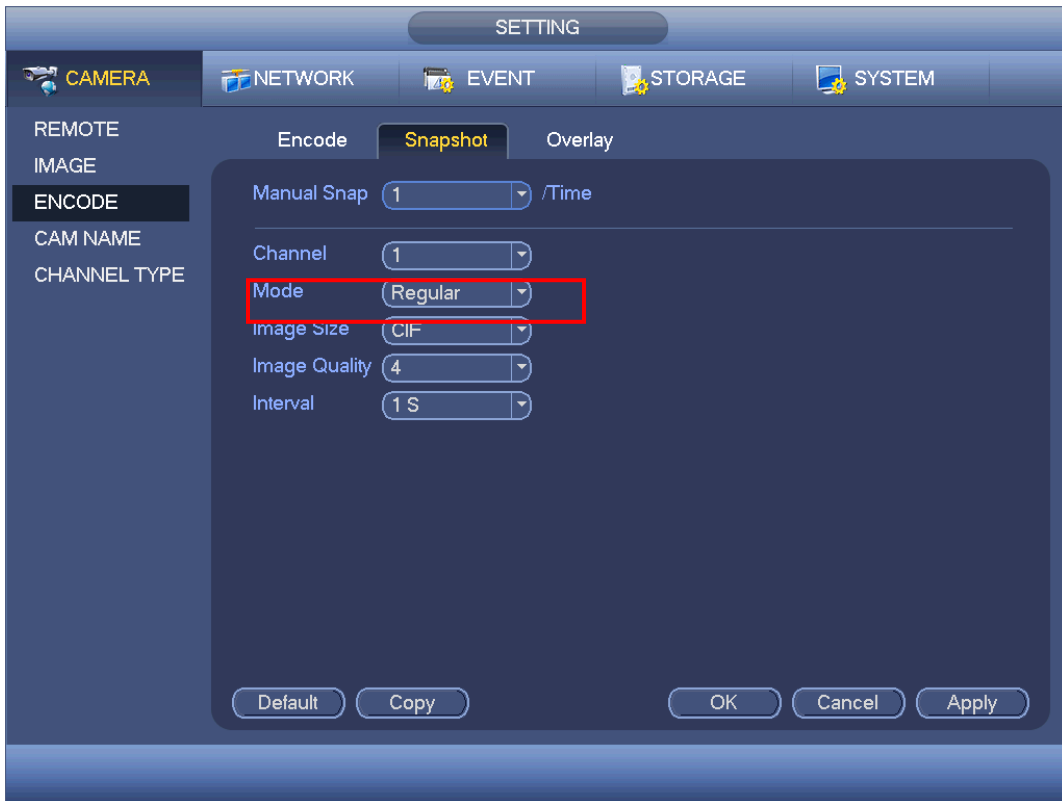 SETTING
CAMERA NETWORK EVENT STORAGE SYSTEM
REMOTE
IMAGE
ENCODE
CAM NAME
CHANNEL TYPE
Encode Snapshot Overlay
Manual Snap 1 /Time
Channel 1
Mode Regular
Image Size CIF
Image Quality 4
Interval 1 S
Default Copy OK Cancel Apply